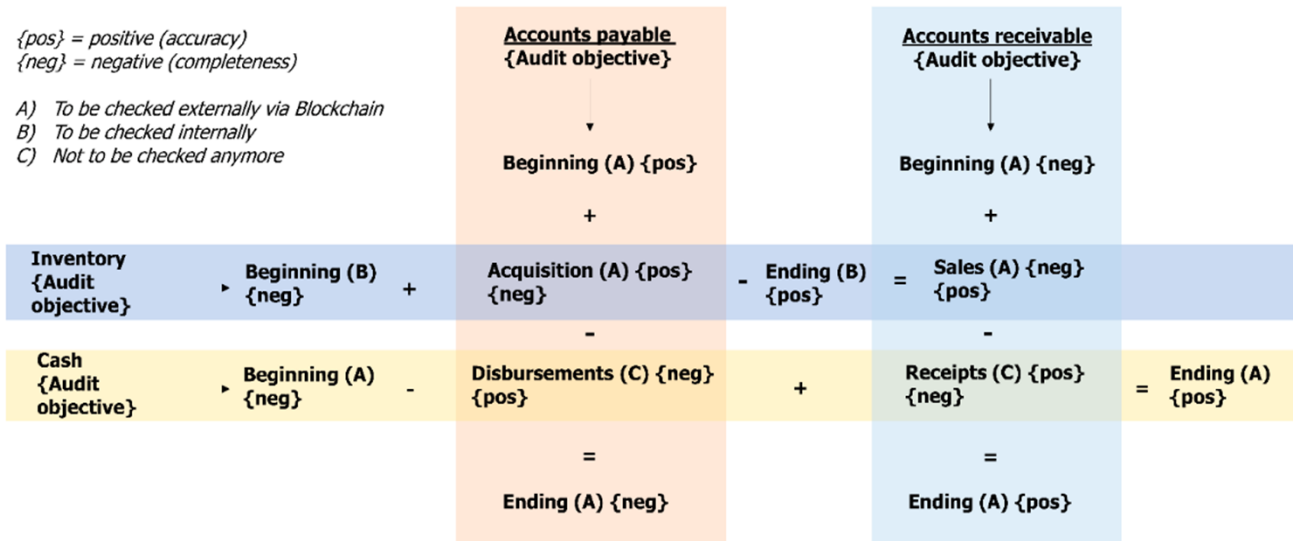 {pos} = positive (accuracy)
{neg} = negative (completeness)
A) To be checked externally via Blockchain
B) To be checked internally
C) Not to be checked anymore
Accounts payable
{Audit objective}
Accounts receivable
{Audit objective}
Beginning (A) {pos}
Beginning (A) {neg}
+
+
Inventory
{Audit
objective}
Beginning (B)
{neg}
+
Acquisition (A) {pos}
{neg}
-
Ending (B)
{pos}
=
Sales (A) {neg}
{pos}
-
-
Cash
{Audit
objective}
Beginning (A)
{neg}
-
Disbursements (C) {neg}
{pos}
+
Receipts (C) {pos}
{neg}
=
Ending (A)
{pos}
=
=
Ending (A) {neg}
Ending (A) {pos}